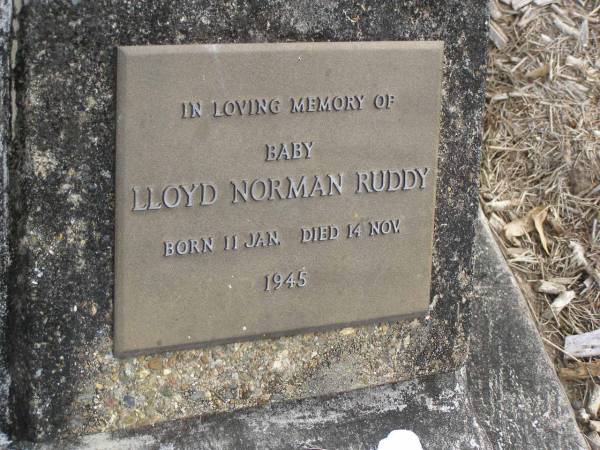 IN LOVING MEMORY OF
BABY
LLOYD NORMAN RUDDY
BORN 11 JAN. DIED 14 NOV.
1945